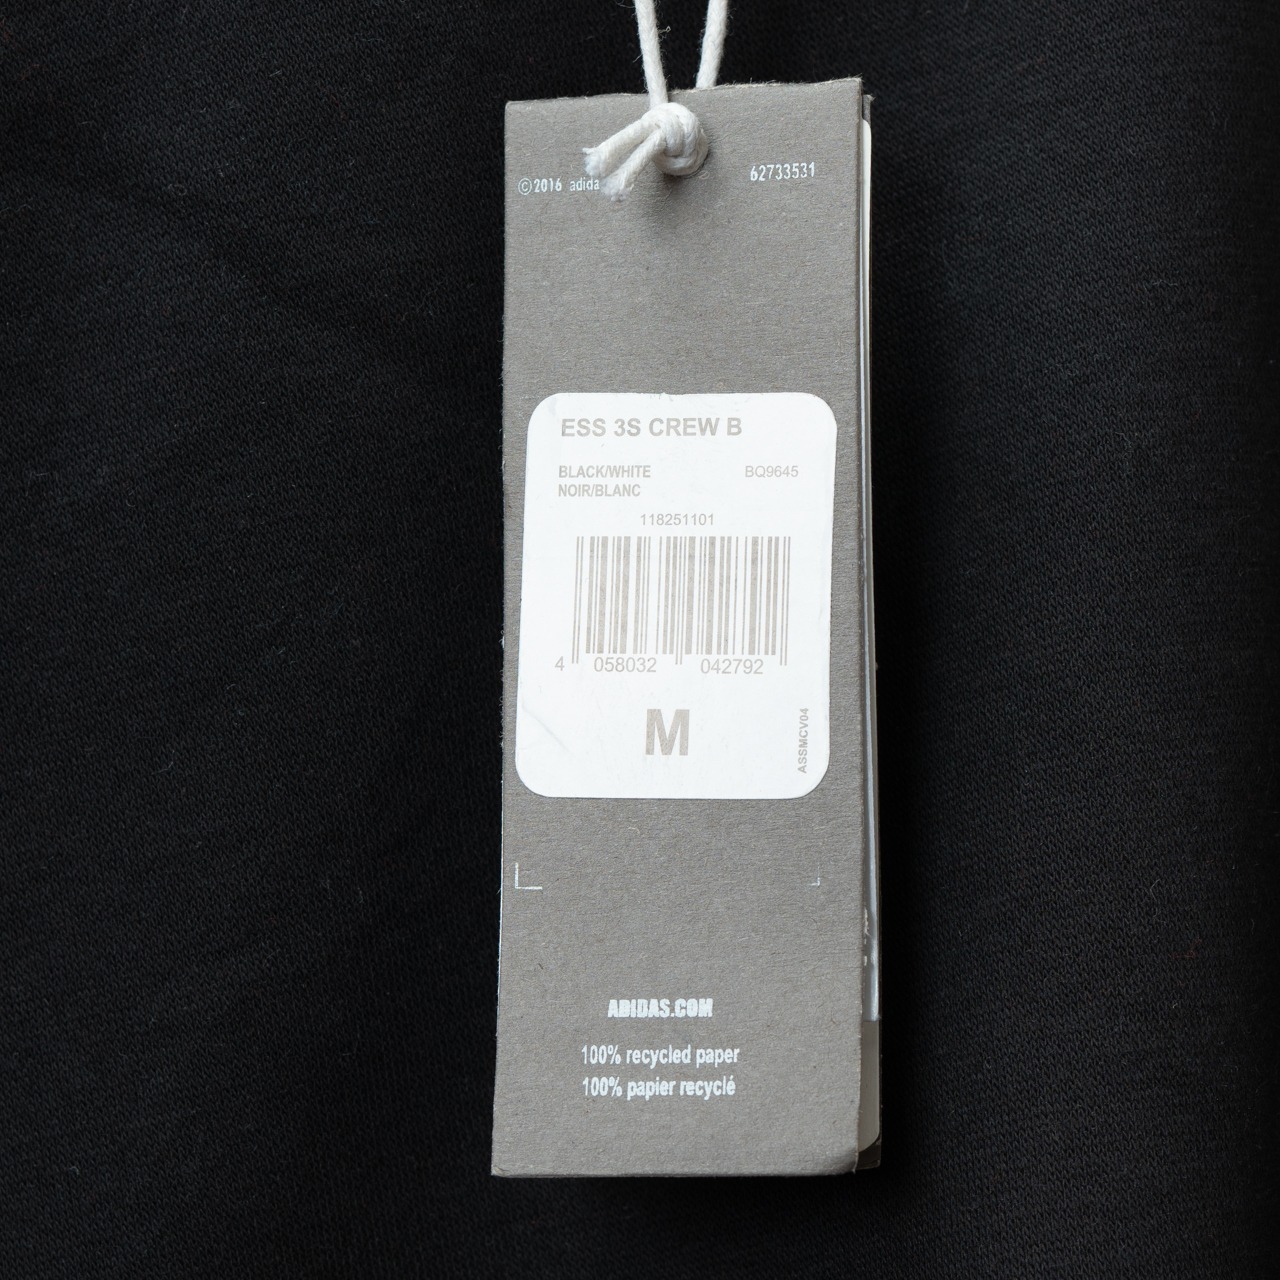 ©2016 adida
62733531
ESS 3S CREW B
BLACK/WHITE BQ9645
NOIR/BLANC
118251101
4 058032 042792
M
ASSMCV04
ADIDAS.COM
100% recycled paper
100% papier recyclé